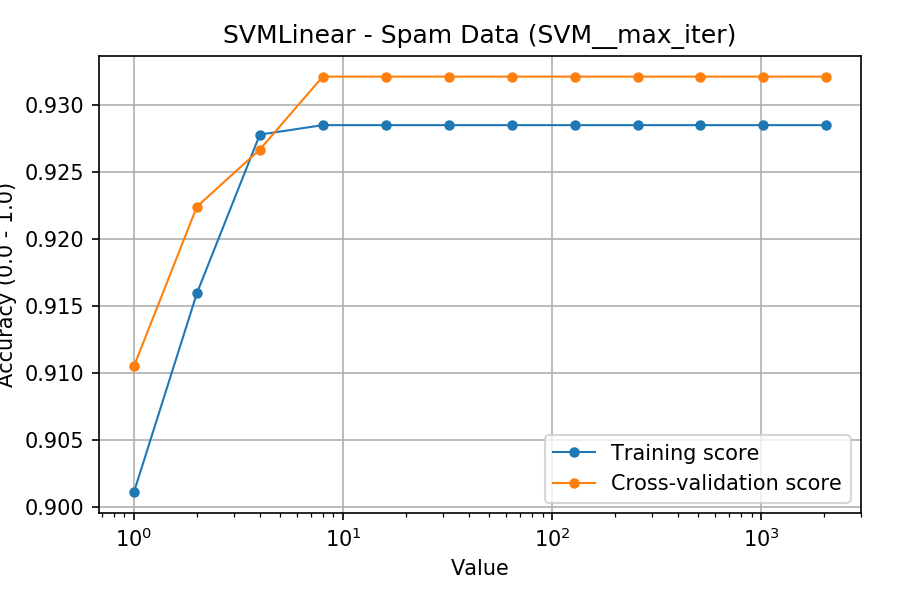 SVMLinear - Spam Data (SVM__max_iter)
Accuracy (0.0 - 1.0)
0.930
0.925
0.920
0.915
0.910
0.905
0.900
10⁰ 10¹ 10² 10³
Value
Training score
Cross-validation score